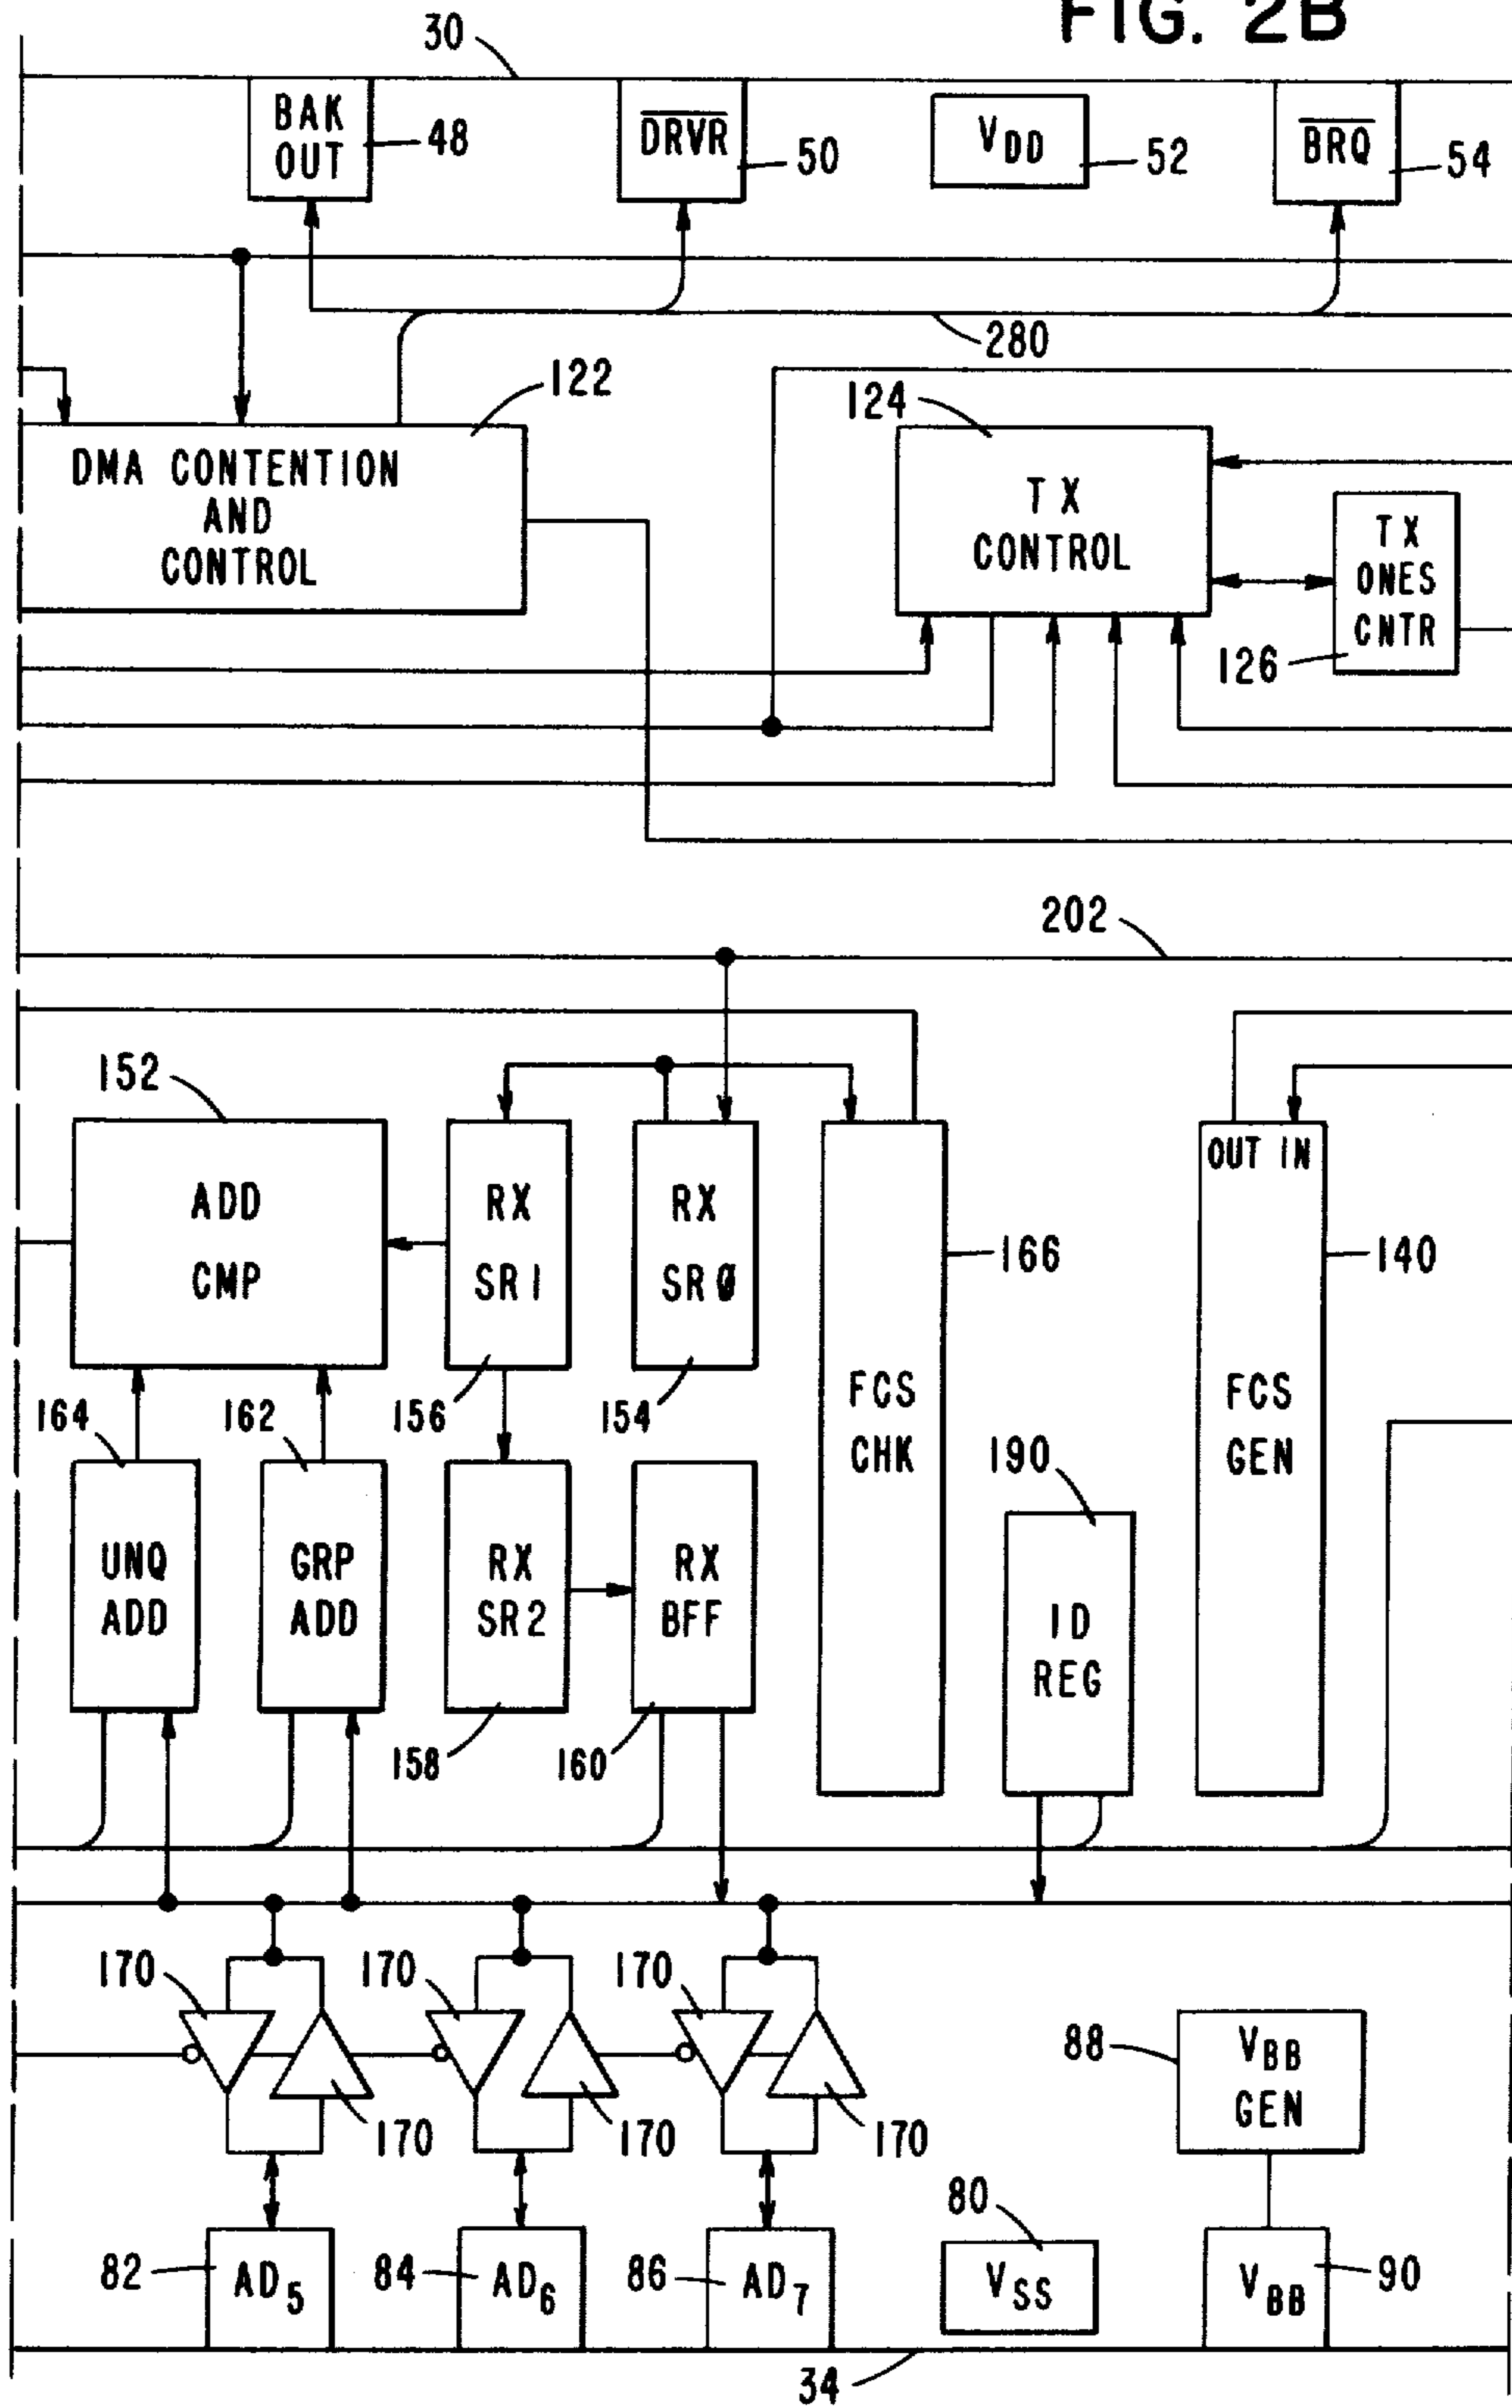 FIG. 2B
30
BAK
OUT
48
DRVR
50
VDD
52
BRQ
54
280
122
DMA CONTENTION
AND
CONTROL
124
TX
CONTROL
TX
ONES
CNTR
126
202
152
ADD
CMP
RX
SR1
RX
SRØ
166
OUT IN
140
164
162
156
154
FCS
CHK
FCS
GEN
190
UNQ
ADD
GRP
ADD
RX
SR2
RX
BFF
ID
REG
158
160
170
170
170
88
VBB
GEN
170
170
170
80
82
AD5
84
AD6
86
AD7
VSS
VBB
90
34